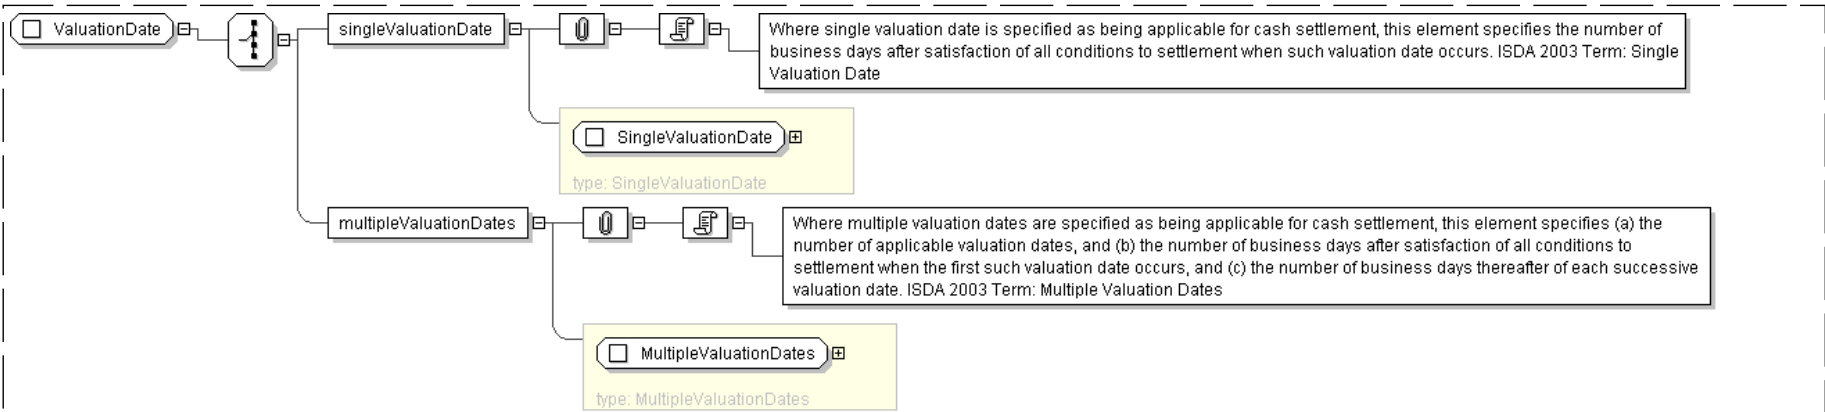 ValuationDate
singleValuationDate
Where single valuation date is specified as being applicable for cash settlement, this element specifies the number of
business days after satisfaction of all conditions to settlement when such valuation date occurs. ISDA 2003 Term: Single
Valuation Date
SingleValuationDate
type: SingleValuationDate
multipleValuationDates
Where multiple valuation dates are specified as being applicable for cash settlement, this element specifies (a) the
number of applicable valuation dates, and (b) the number of business days after satisfaction of all conditions to
settlement when the first such valuation date occurs, and (c) the number of business days thereafter of each successive
valuation date. ISDA 2003 Term: Multiple Valuation Dates
MultipleValuationDates
type: MultipleValuationDates